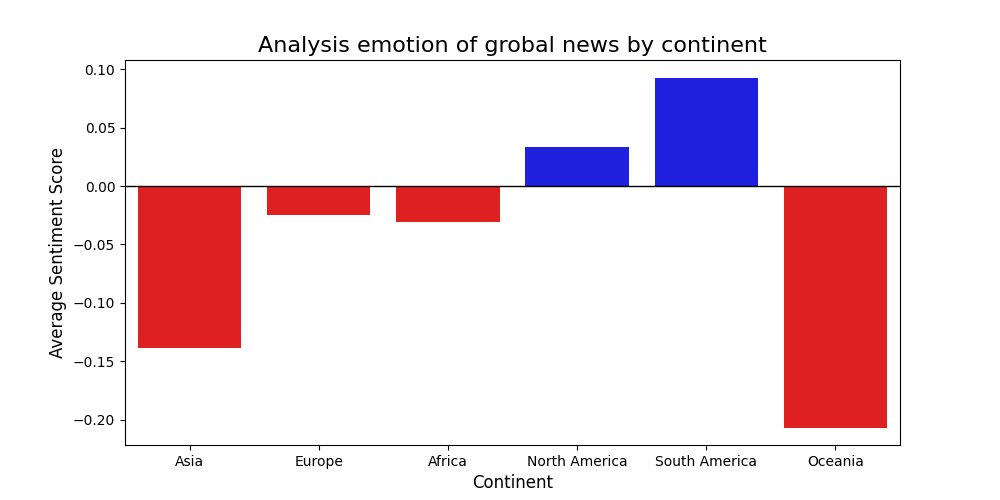 Analysis emotion of grobal news by continent
Average Sentiment Score
0.10
0.05
0.00
−0.05
−0.10
−0.15
−0.20
Asia Europe Africa North America South America Oceania
Continent